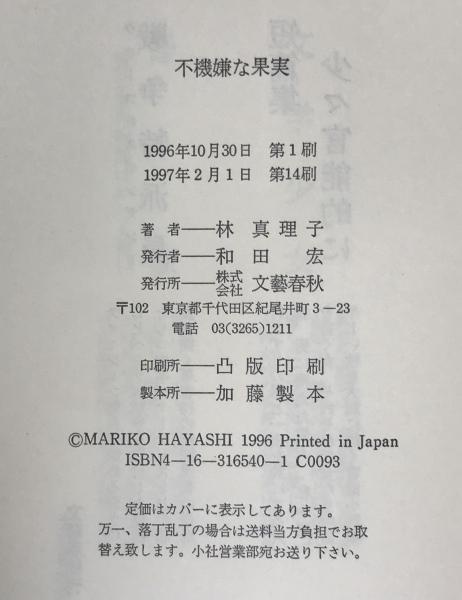 不機嫌な果実
1996年10月30日　第1刷
1997年2月1日　第14刷
著者――林真理子
発行者――和田宏
発行所――株式会社 文藝春秋
〒102　東京都千代田区紀尾井町3―23
電話　03(3265)1211
印刷所――凸版印刷
製本所――加藤製本
©MARIKO HAYASHI 1996 Printed in Japan
ISBN4―16―316540―1 C0093
定価はカバーに表示してあります。
万一、落丁乱丁の場合は送料当方負担でお取
替え致します。小社営業部宛お送り下さい。